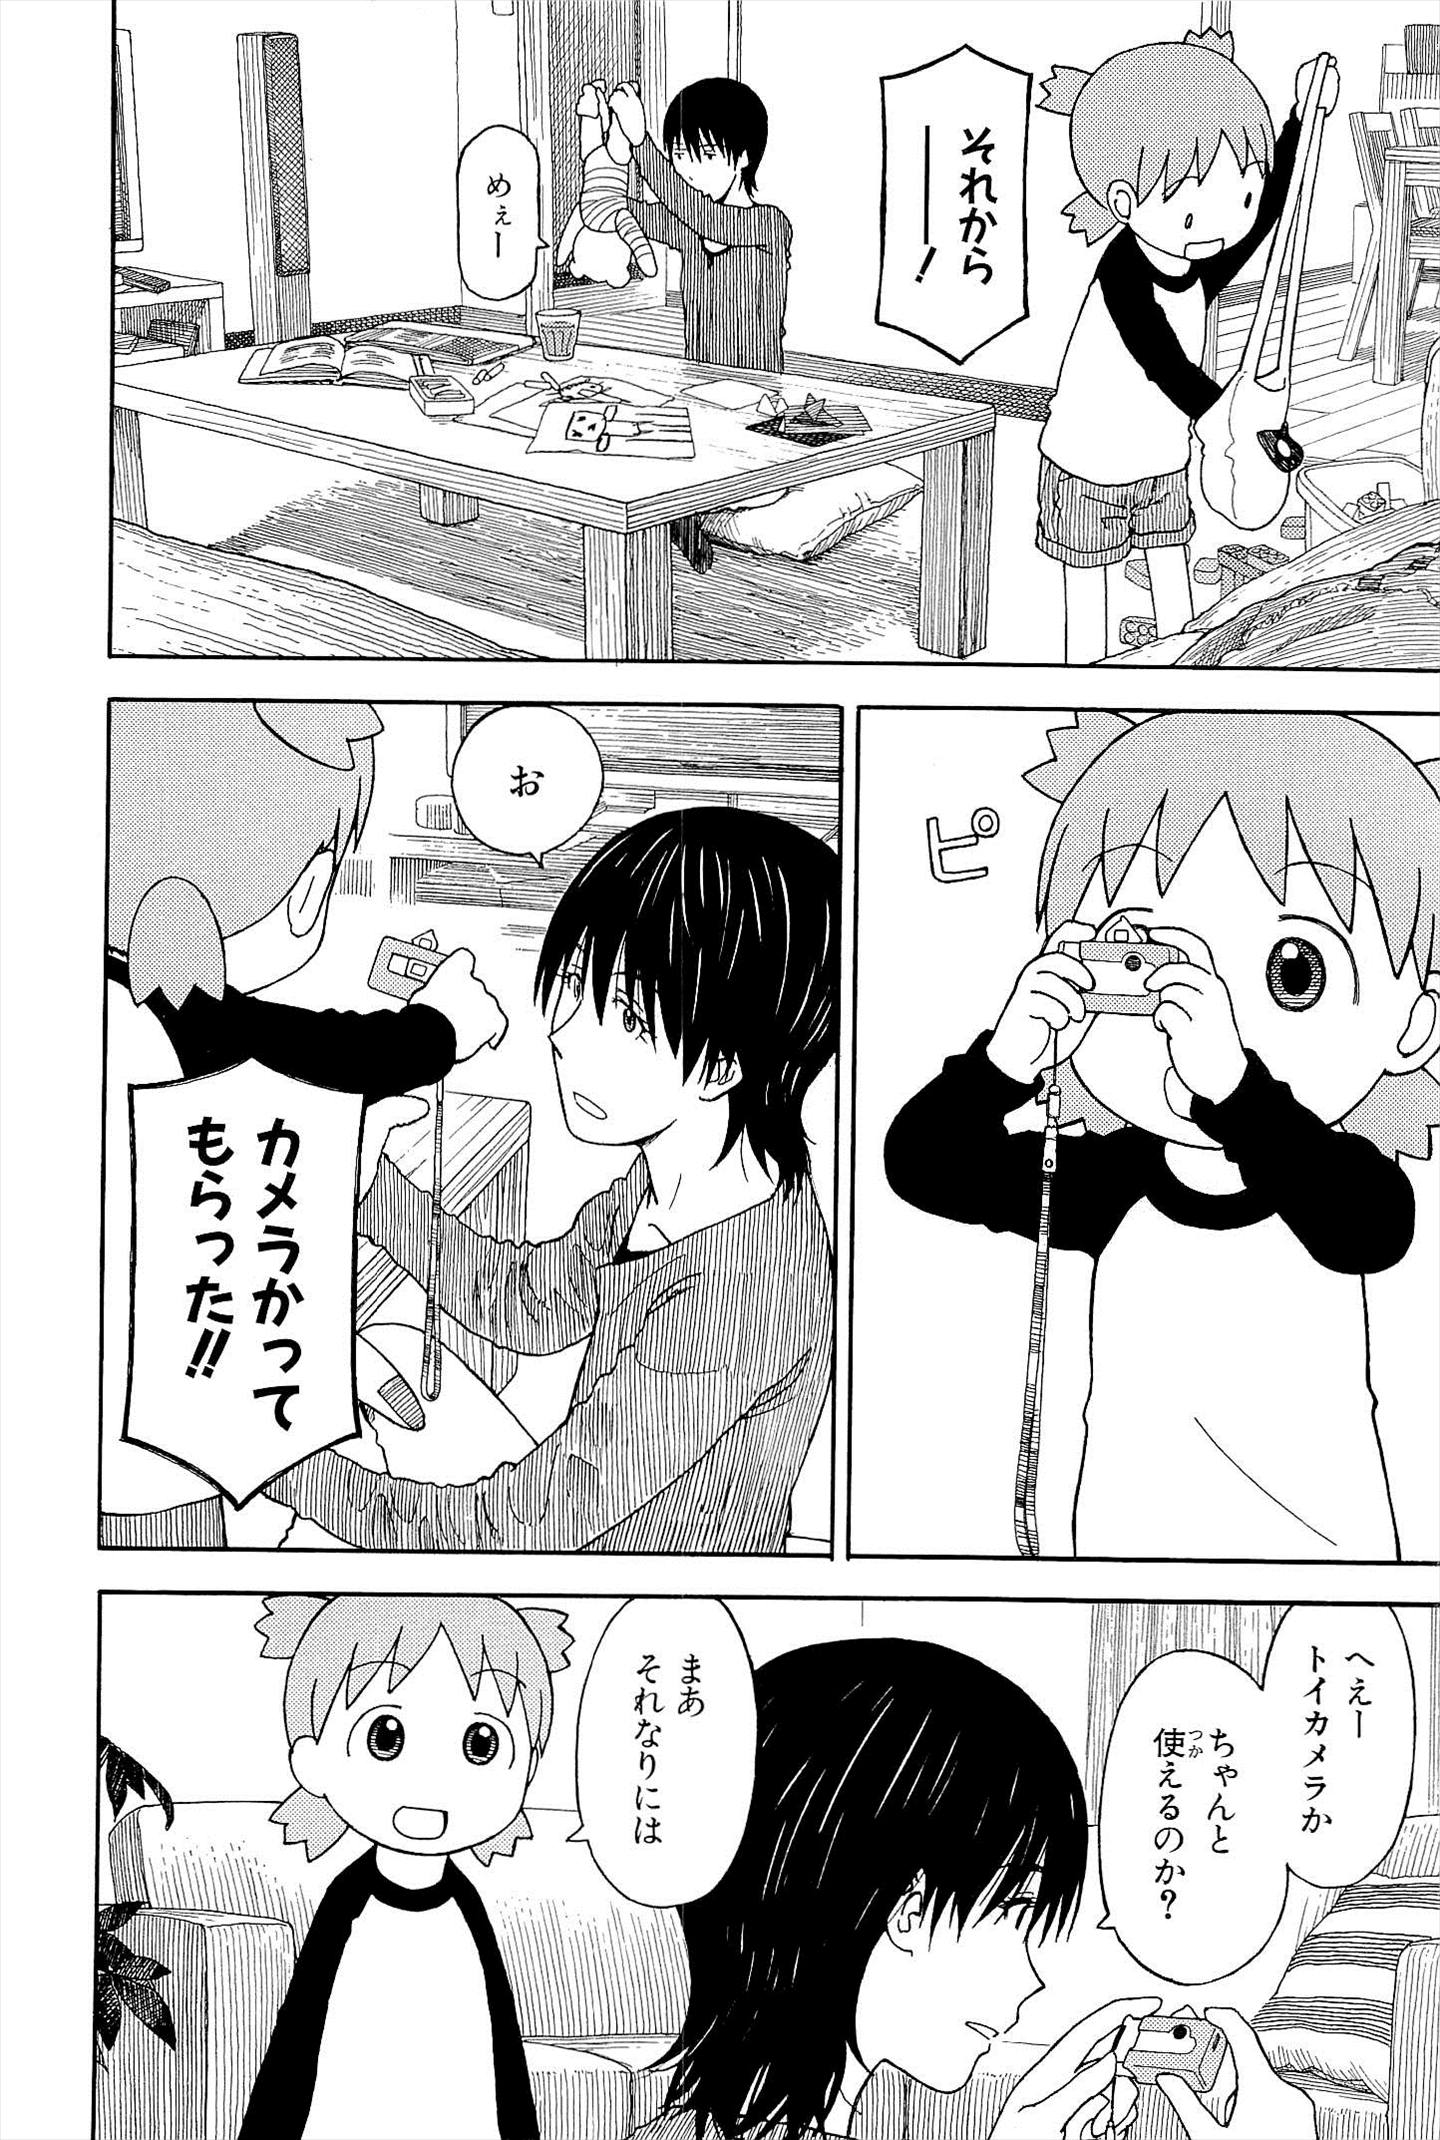 それから
――！
めぇー
ピ
お
カメラかって
もらった!!
へぇー
トイカメラか
ちゃんと
使えるのか？
つか
まあ
それなりには